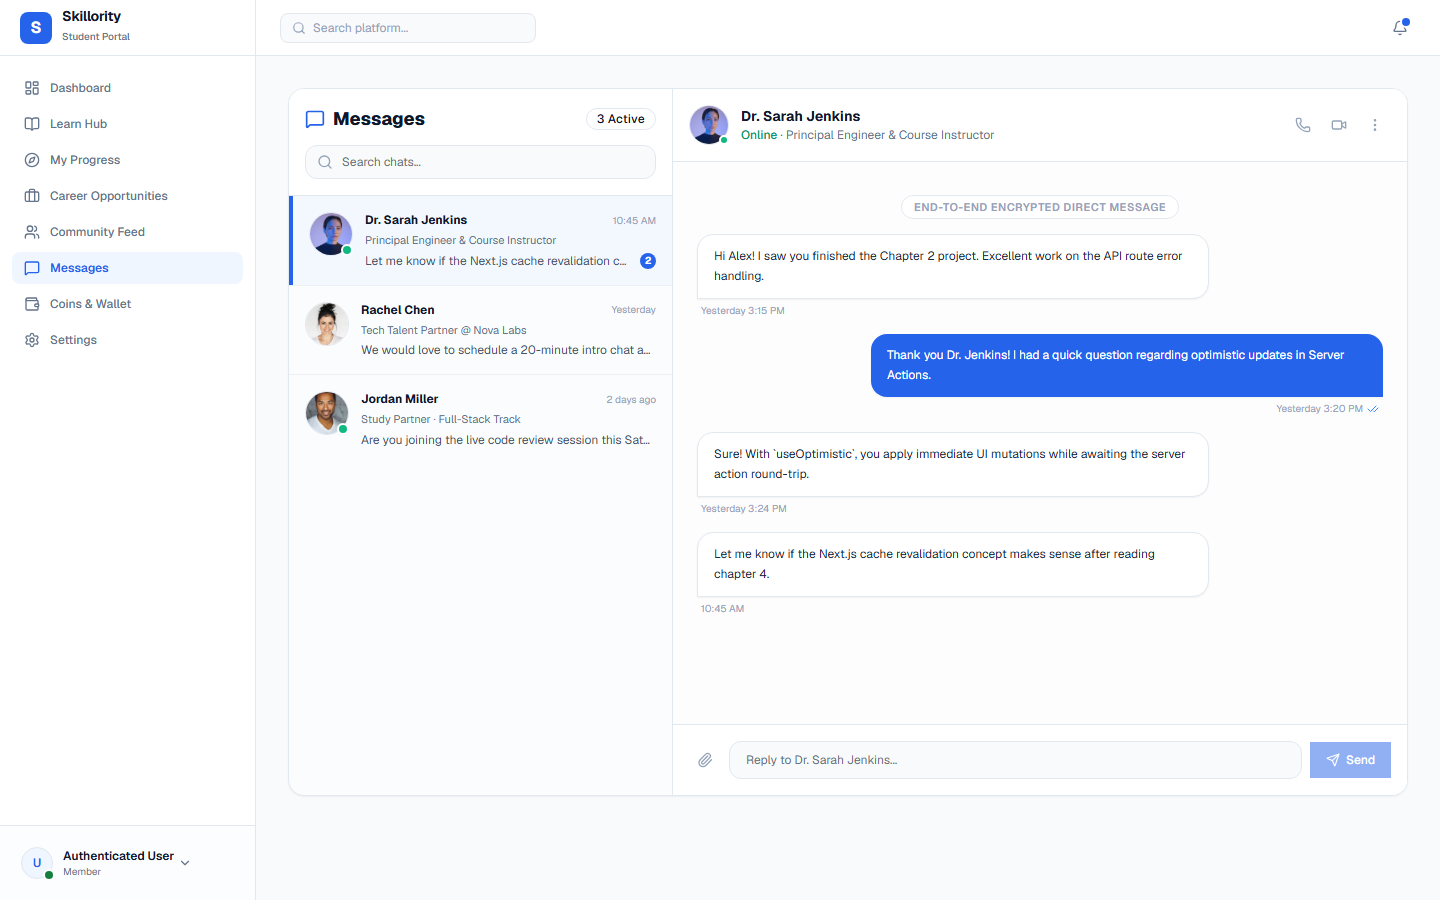 S
Skillority
Student Portal
Search platform...
Dashboard
Learn Hub
My Progress
Career Opportunities
Community Feed
Messages
Coins & Wallet
Settings
U
Authenticated User
Member
Messages
3 Active
Search chats...
Dr. Sarah Jenkins
10:45 AM
Principal Engineer & Course Instructor
Let me know if the Next.js cache revalidation c...
2
Rachel Chen
Yesterday
Tech Talent Partner @ Nova Labs
We would love to schedule a 20-minute intro chat a...
Jordan Miller
2 days ago
Study Partner · Full-Stack Track
Are you joining the live code review session this Sat...
Dr. Sarah Jenkins
Online · Principal Engineer & Course Instructor
END-TO-END ENCRYPTED DIRECT MESSAGE
Hi Alex! I saw you finished the Chapter 2 project. Excellent work on the API route error
handling.
Yesterday 3:15 PM
Thank you Dr. Jenkins! I had a quick question regarding optimistic updates in Server
Actions.
Yesterday 3:20 PM
Sure! With `useOptimistic`, you apply immediate UI mutations while awaiting the server
action round-trip.
Yesterday 3:24 PM
Let me know if the Next.js cache revalidation concept makes sense after reading
chapter 4.
10:45 AM
Reply to Dr. Sarah Jenkins...
Send